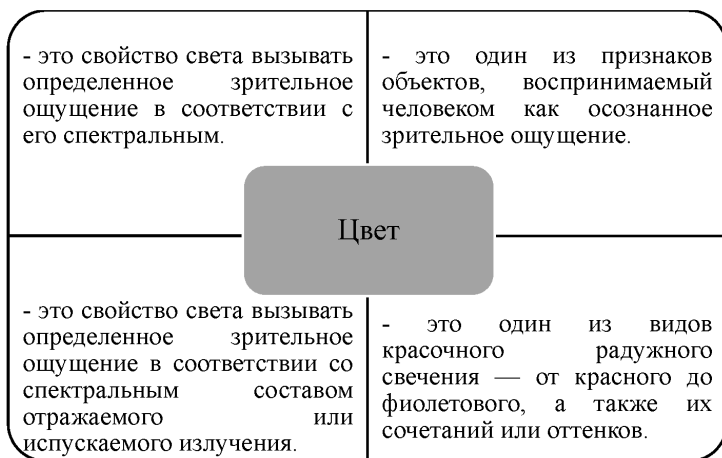 - это свойство света вызывать
определенное зрительное
ощущение в соответствии с
его спектральным.
- это один из признаков
объектов, воспринимаемый
человеком как осознанное
зрительное ощущение.
Цвет
- это свойство света вызывать
определенное зрительное
ощущение в соответствии со
спектральным составом
отражаемого или
испускаемого излучения.
- это один из видов
красочного радужного
свечения — от красного до
фиолетового, а также их
сочетаний или оттенков.